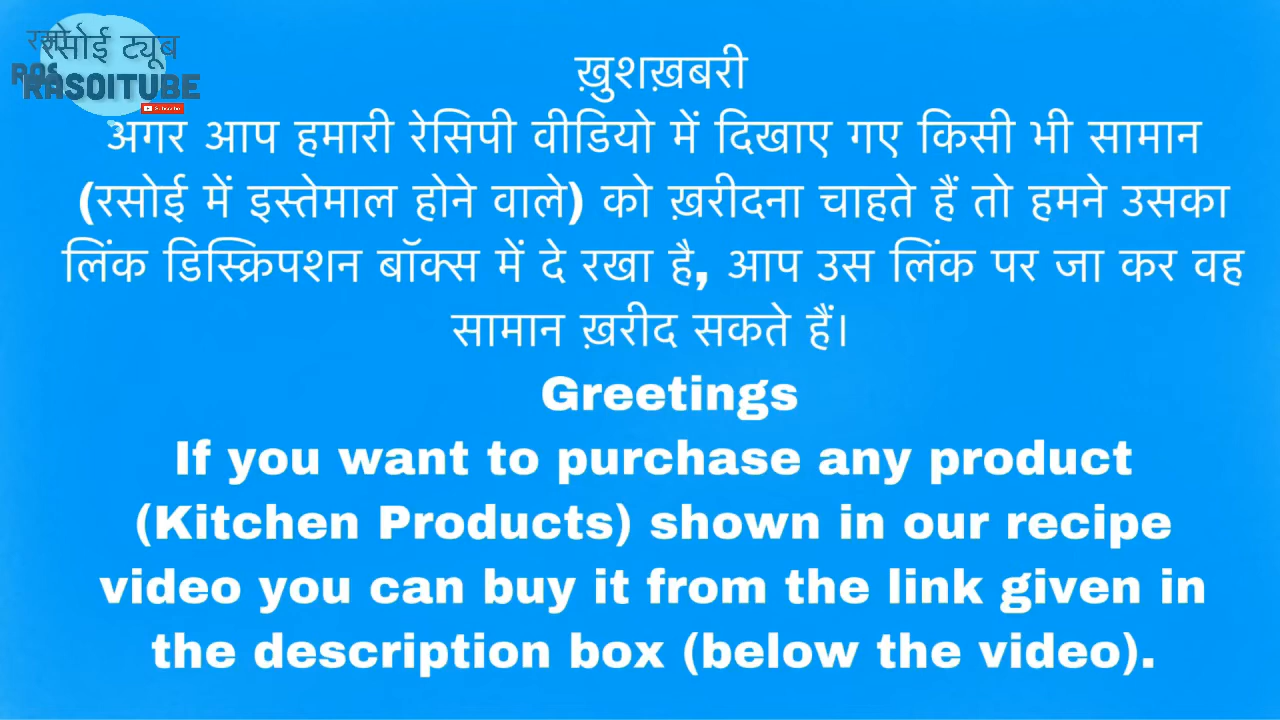 रसोई ट्यूब
RASOITUBE
Subscribe
ख़ुशख़बरी
अगर आप हमारी रेसिपी वीडियो में दिखाए गए किसी भी सामान
(रसोई में इस्तेमाल होने वाले) को ख़रीदना चाहते हैं तो हमने उसका
लिंक डिस्क्रिपशन बॉक्स में दे रखा है, आप उस लिंक पर जा कर वह
सामान ख़रीद सकते हैं।
Greetings
If you want to purchase any product
(Kitchen Products) shown in our recipe
video you can buy it from the link given in
the description box (below the video).